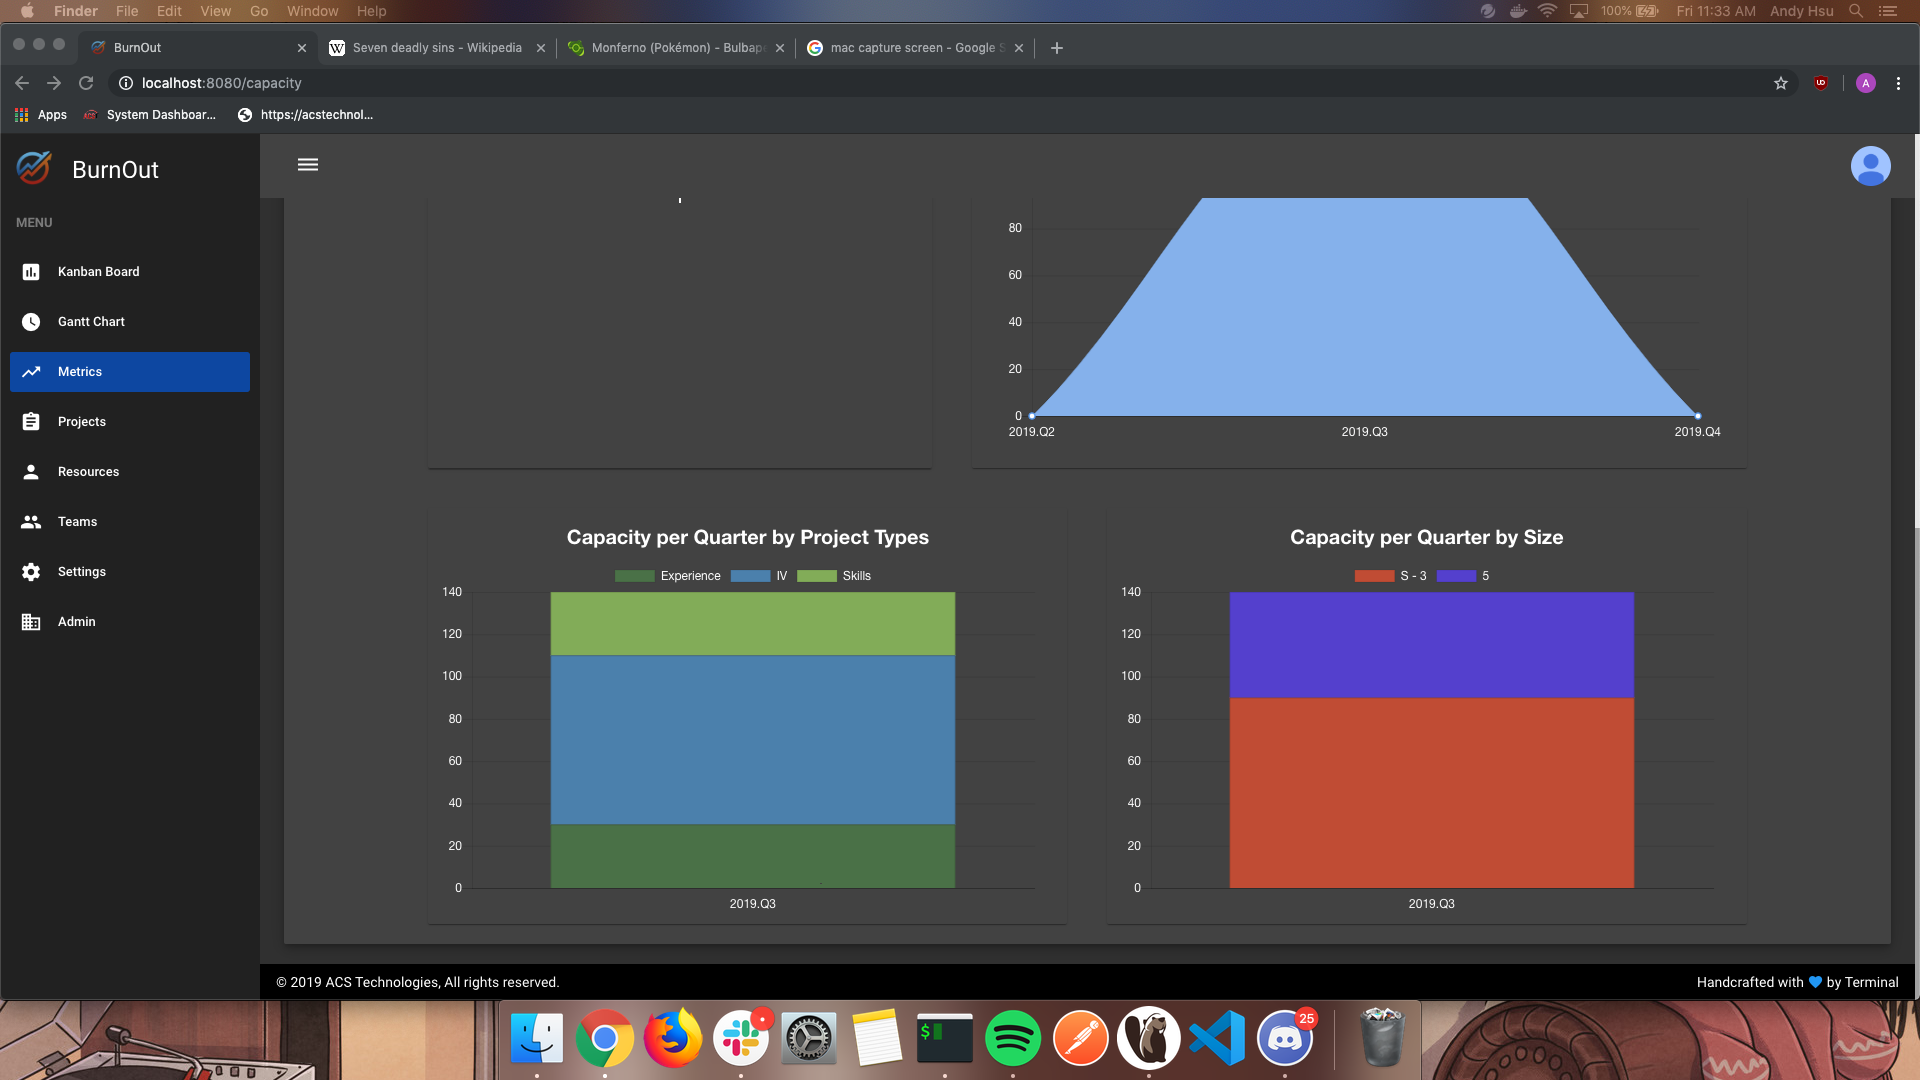 Finder File Edit View Go Window Help 100% Fri 11:33 AM Andy Hsu
BurnOut
Seven deadly sins - Wikipedia
Monferno (Pokémon) - Bulbape
mac capture screen - Google S
localhost:8080/capacity
A
Apps
System Dashboar...
https://acstechnol...
BurnOut
MENU
Kanban Board
Gantt Chart
Metrics
Projects
Resources
Teams
Settings
Admin
80
60
40
20
0
2019.Q2 2019.Q3 2019.Q4
Capacity per Quarter by Project Types
Experience IV Skills
140
120
100
80
60
40
20
0
2019.Q3
Capacity per Quarter by Size
S - 3 5
140
120
100
80
60
40
20
0
2019.Q3
© 2019 ACS Technologies, All rights reserved.
Handcrafted with 💙 by Terminal
$
25